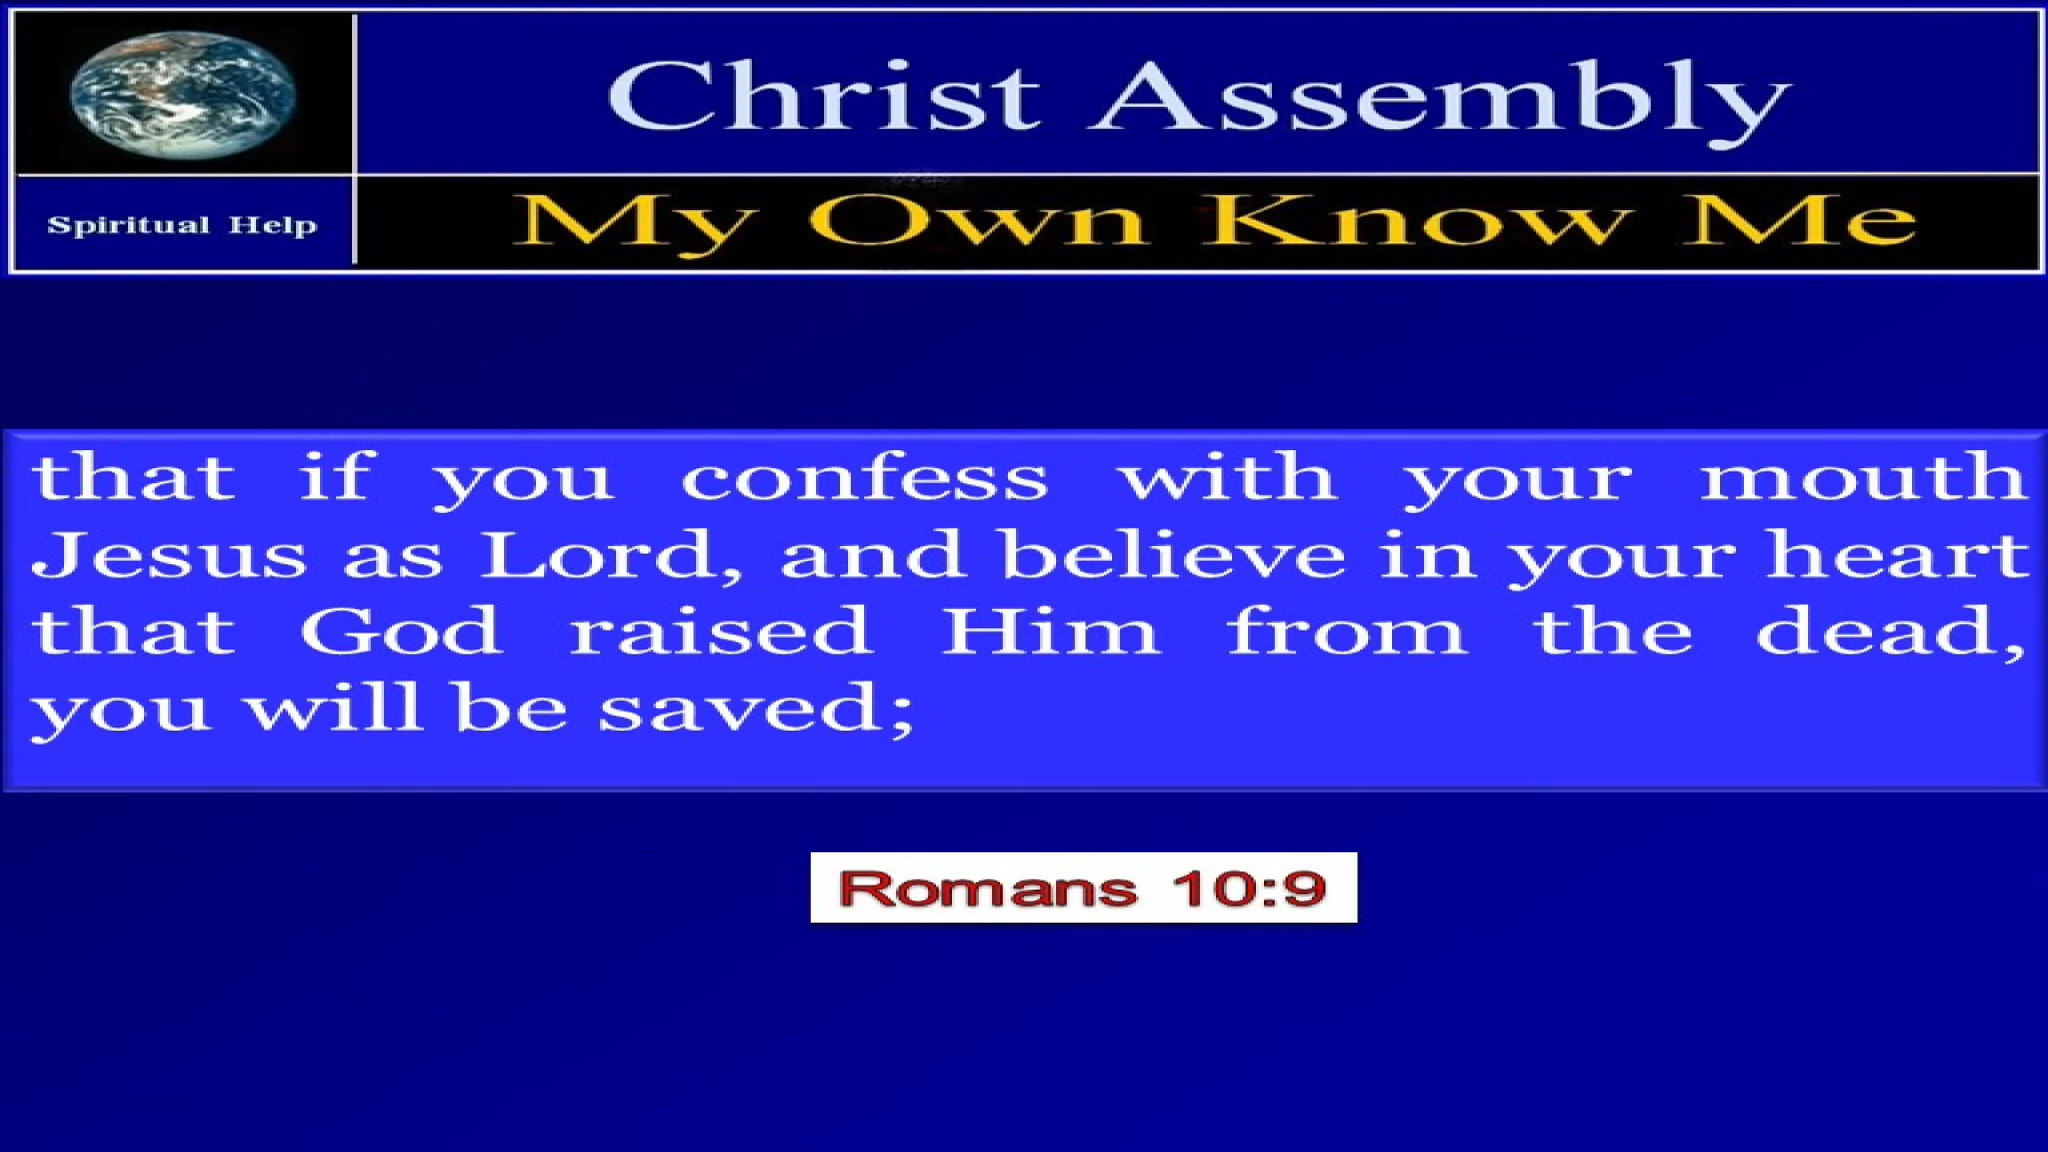 Christ Assembly
Spiritual Help
My Own Know Me
that if you confess with your mouth
Jesus as Lord, and believe in your heart
that God raised Him from the dead,
you will be saved;
Romans 10:9